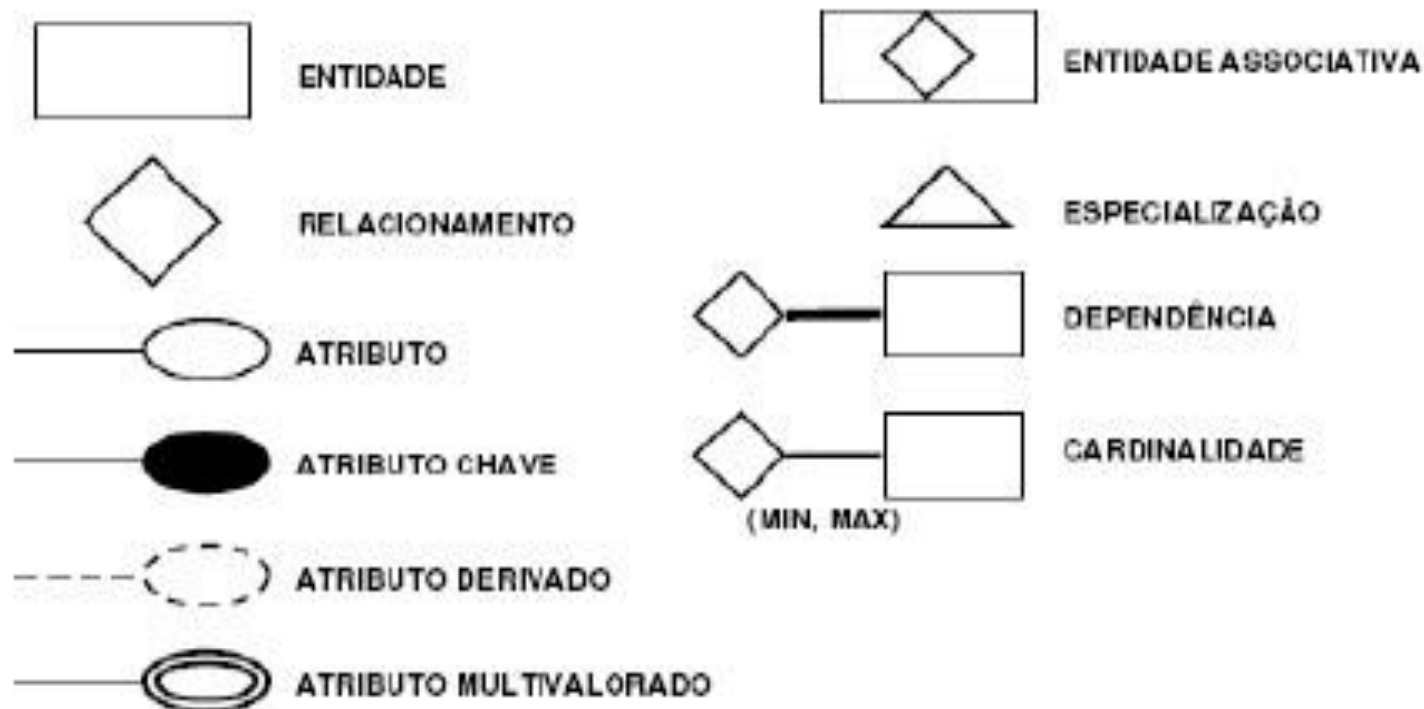 ENTIDADE
RELACIONAMENTO
ATRIBUTO
ATRIBUTO CHAVE
ATRIBUTO DERIVADO
ATRIBUTO MULTIVALORADO
ENTIDADE ASSOCIATIVA
ESPECIALIZAÇÃO
DEPENDÊNCIA
CARDINALIDADE
(MIN, MAX)